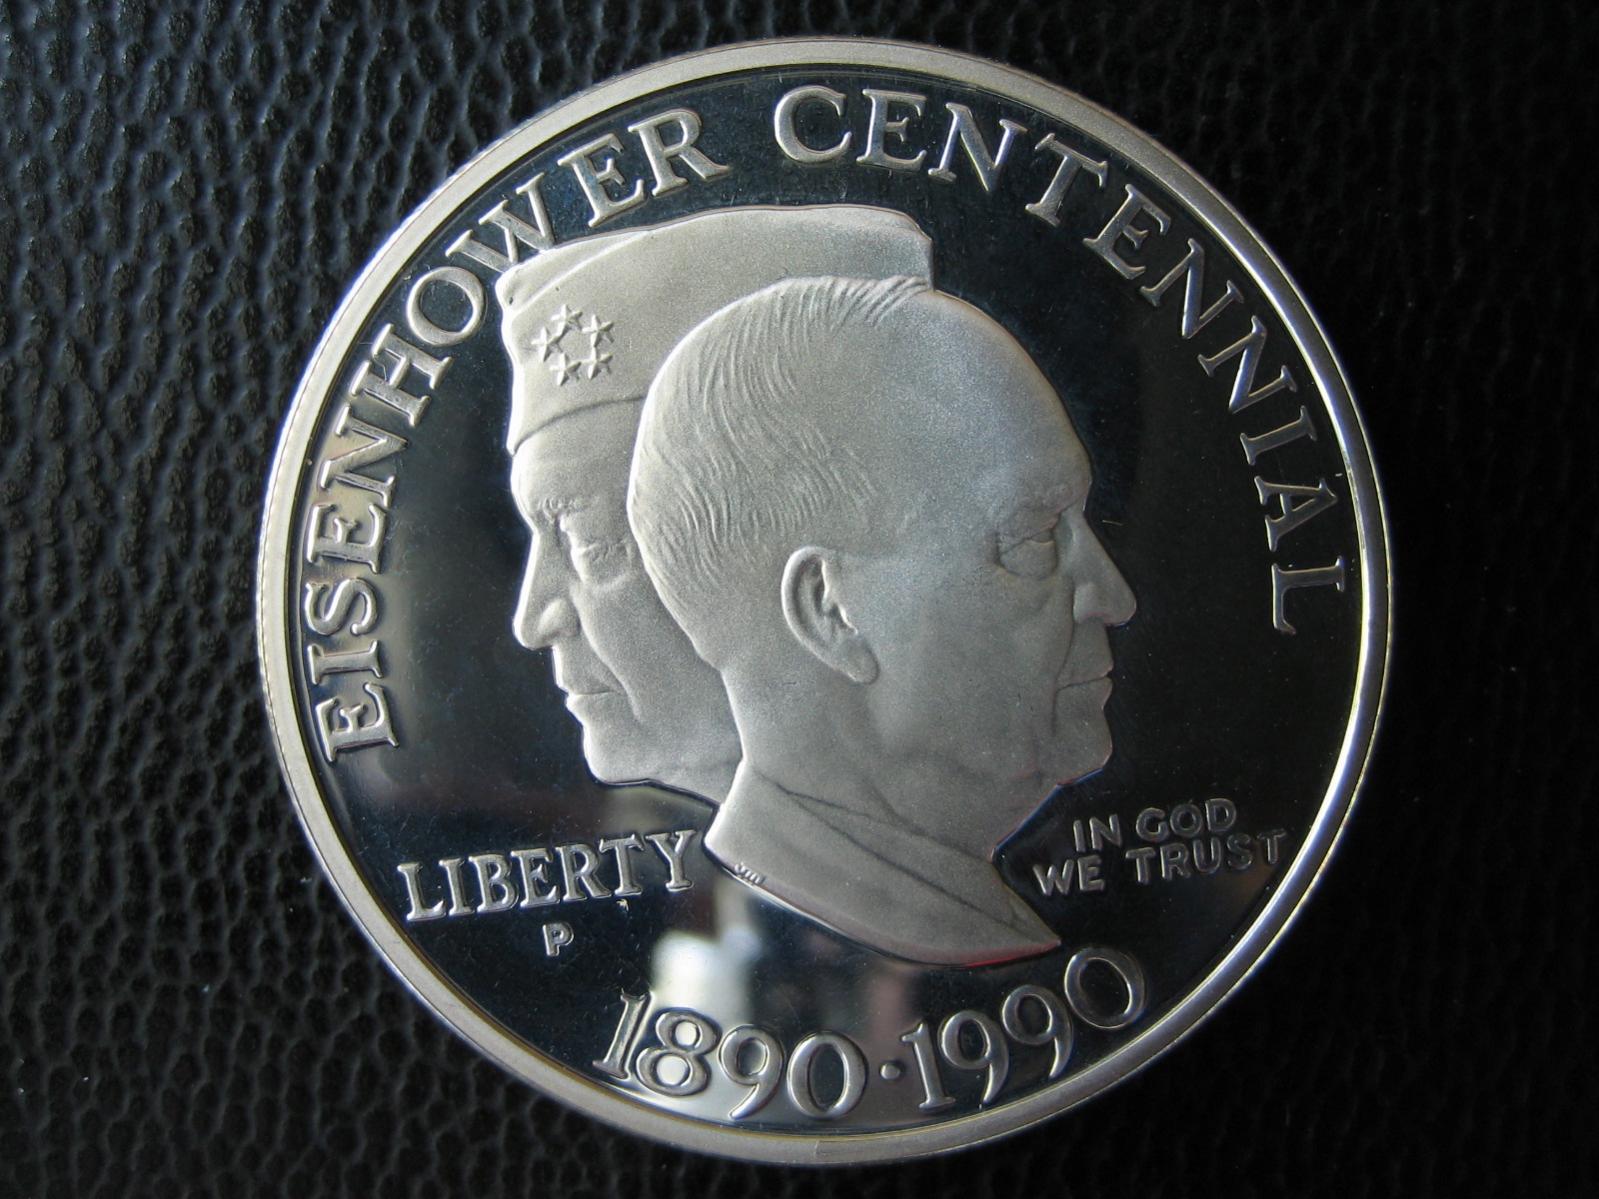 EISENHOWER CENTENNIAL
LIBERTY
P
IN GOD
WE TRUST
1890·1990